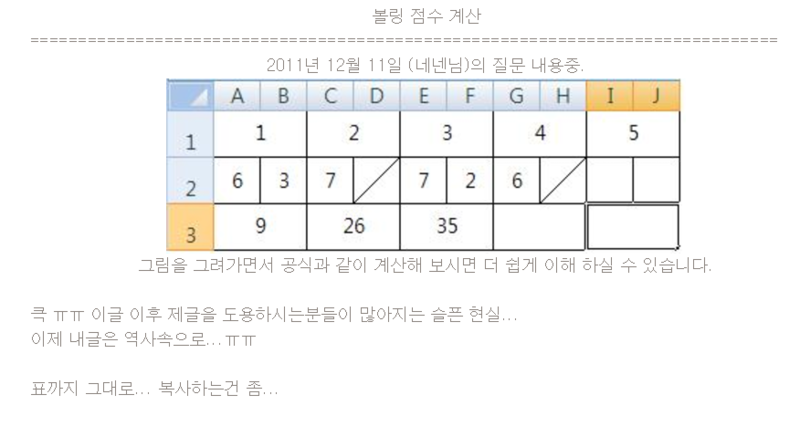 볼링 점수 계산
================================================================================
2011년 12월 11일 (네넨님)의 질문 내용중.
A B C D E F G H I J
1 1 2 3 4 5
2 6 3 7 / 7 2 6 /
3 9 26 35
그림을 그려가면서 공식과 같이 계산해 보시면 더 쉽게 이해 하실 수 있습니다.
큭 ㅠㅠ 이글 이후 제글을 도용하시는분들이 많아지는 슬픈 현실...
이제 내글은 역사속으로...ㅠㅠ
표까지 그대로... 복사하는건 좀...